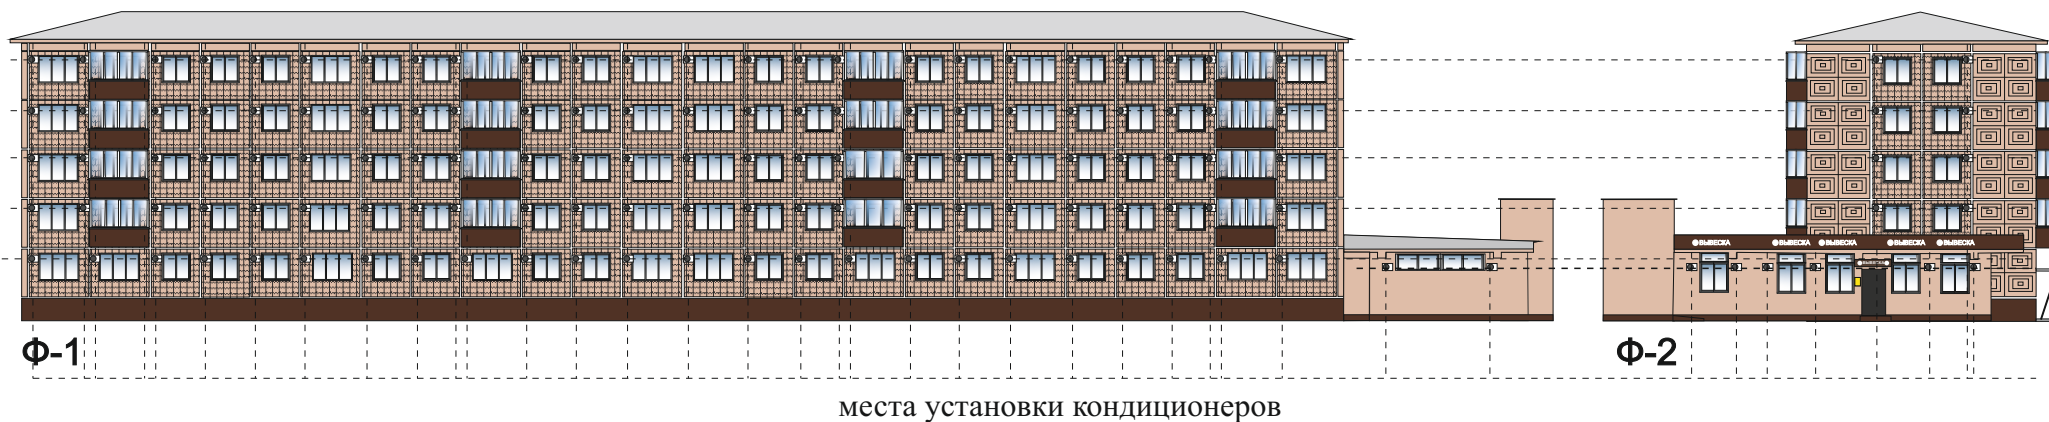 ВЫВЕСКА ВЫВЕСКА ВЫВЕСКА ВЫВЕСКА ВЫВЕСКА
Ф-1 Ф-2
места установки кондиционеров